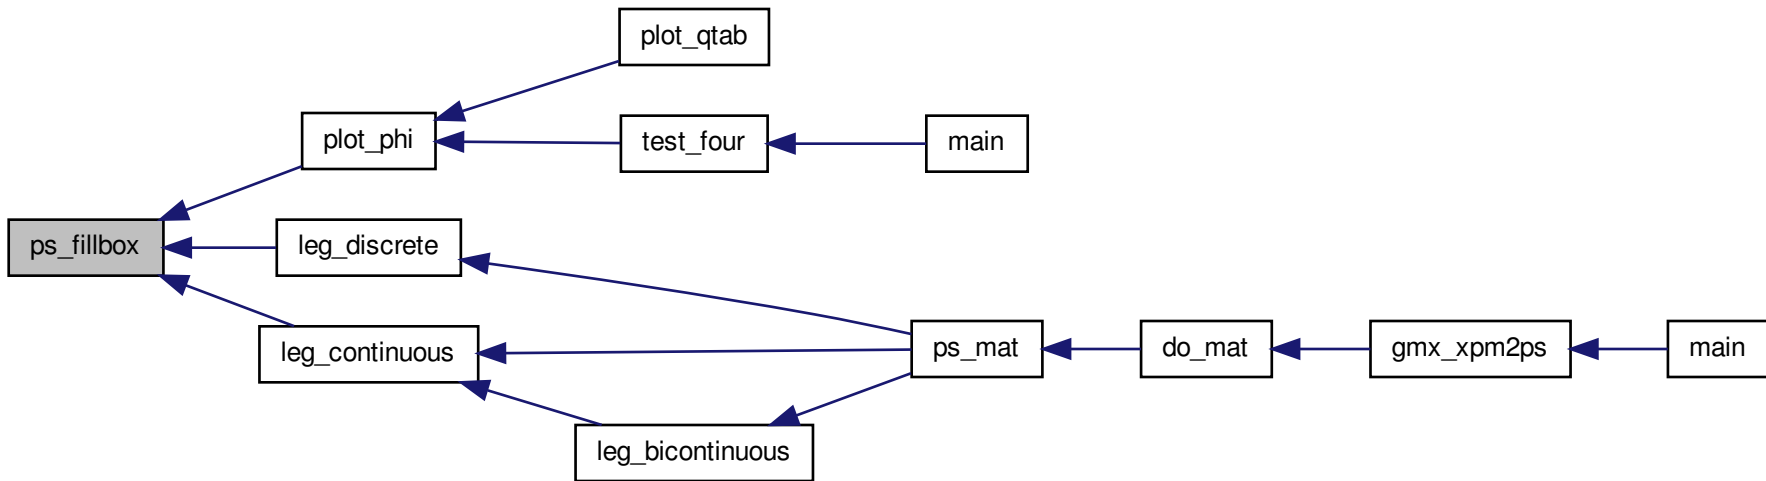 plot_qtab
plot_phi
test_four
main
ps_fillbox
leg_discrete
leg_continuous
ps_mat
do_mat
gmx_xpm2ps
main
leg_bicontinuous